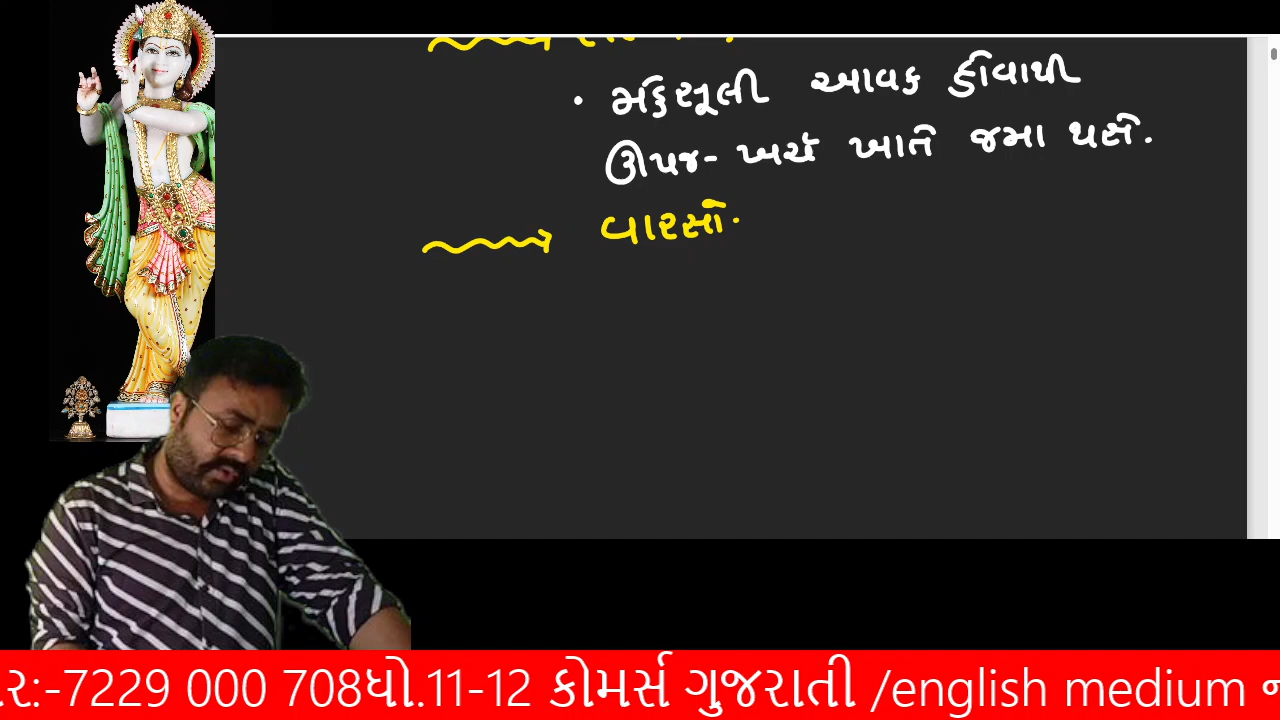 • મહેસૂલી આવક હોવાથી
ઊપજ- ખર્ચ ખાતે જમા થશે.
વારસો.
.ર:-7229 000 708ધો.11-12 કોમર્સ ગુજરાતી /english medium ન